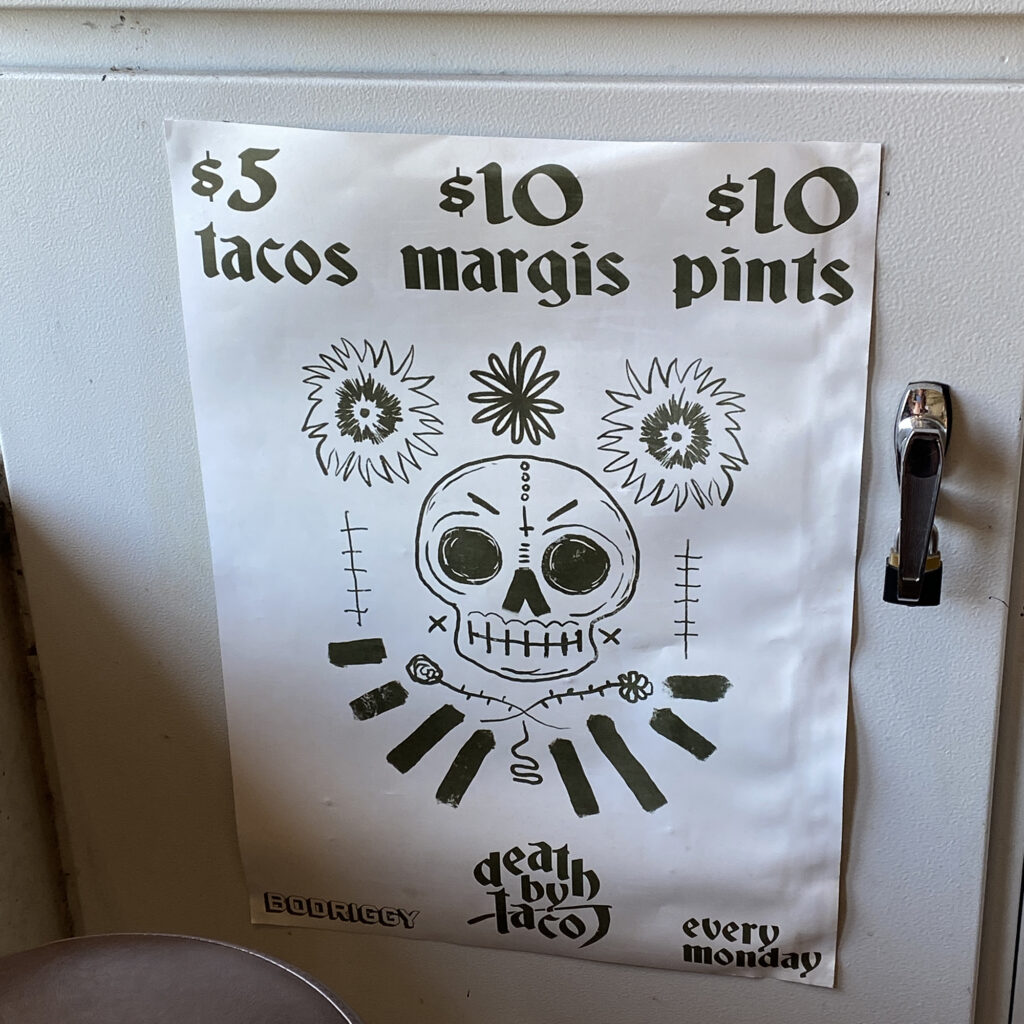 $5
tacos
$10
margis
$10
pints
BODRIGGY
death
by
taco
every
monday